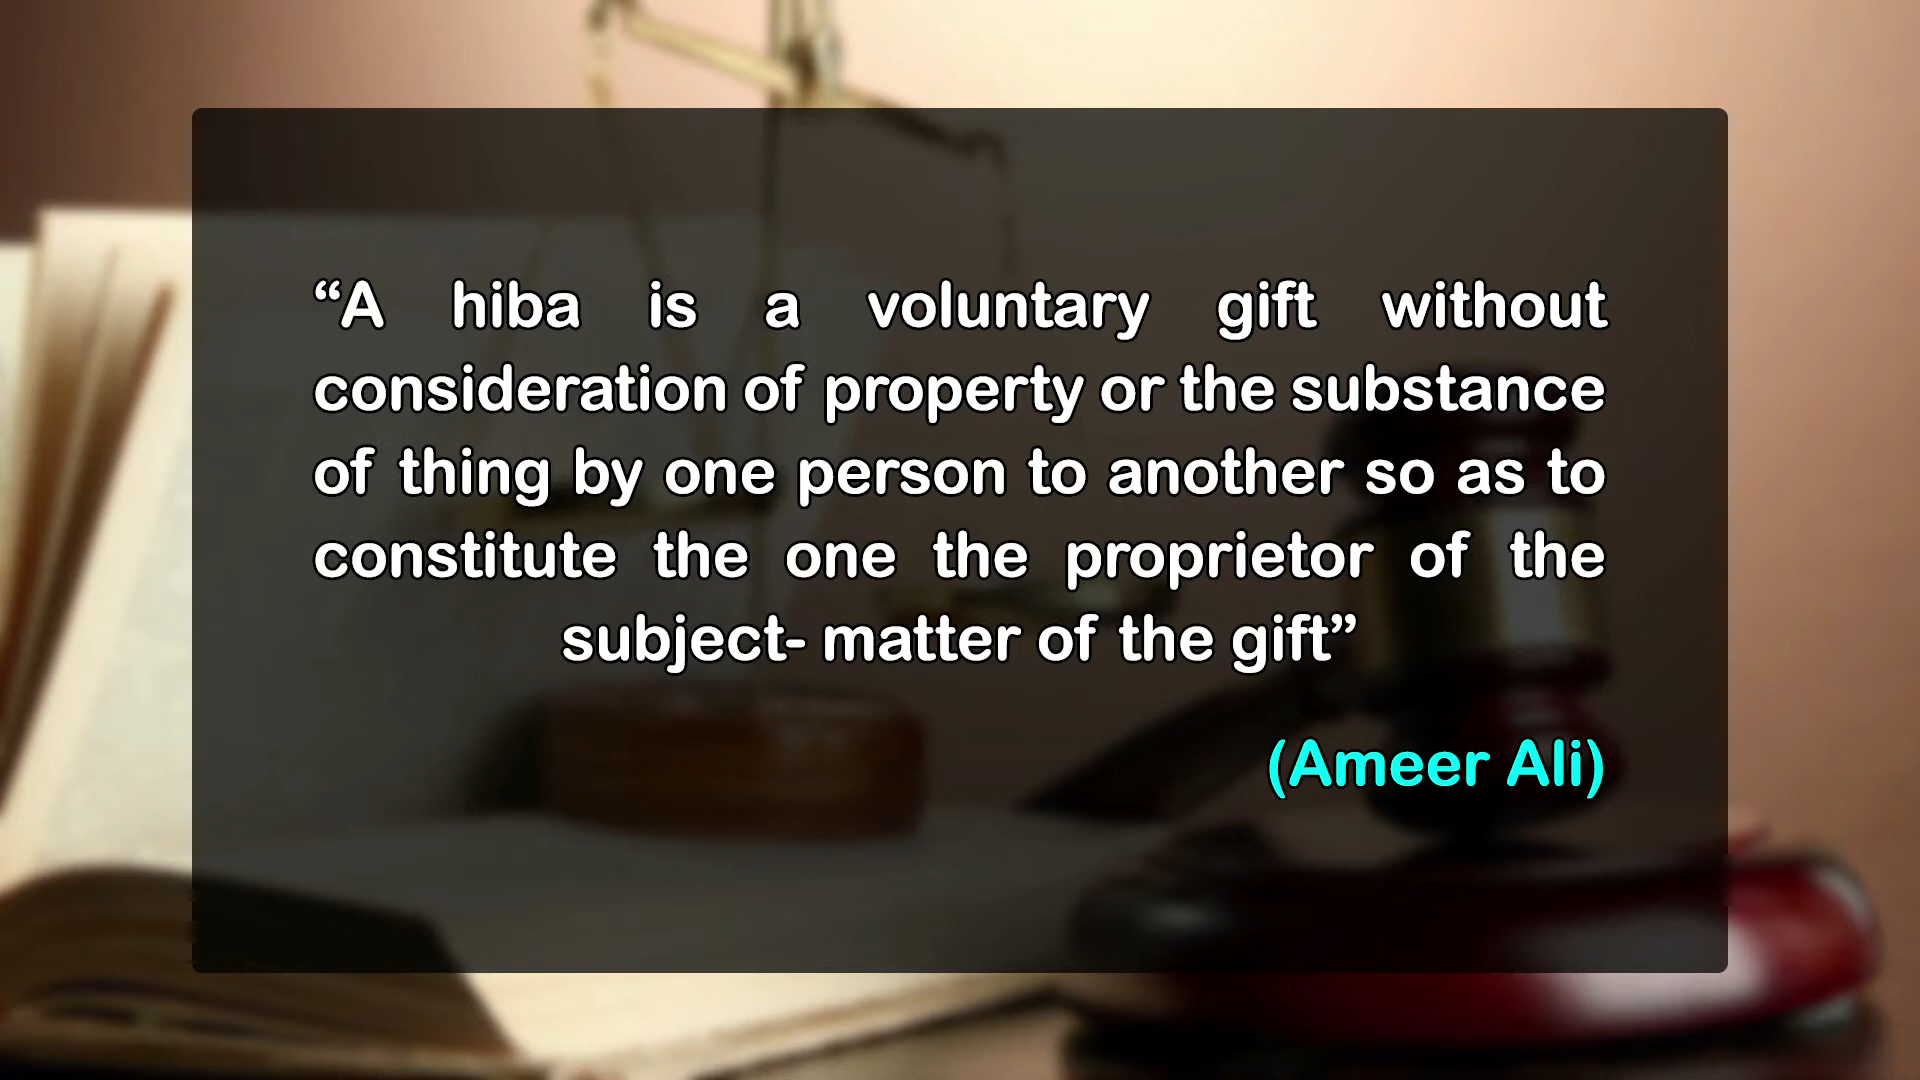 “A hiba is a voluntary gift without
consideration of property or the substance
of thing by one person to another so as to
constitute the one the proprietor of the
subject- matter of the gift”
(Ameer Ali)